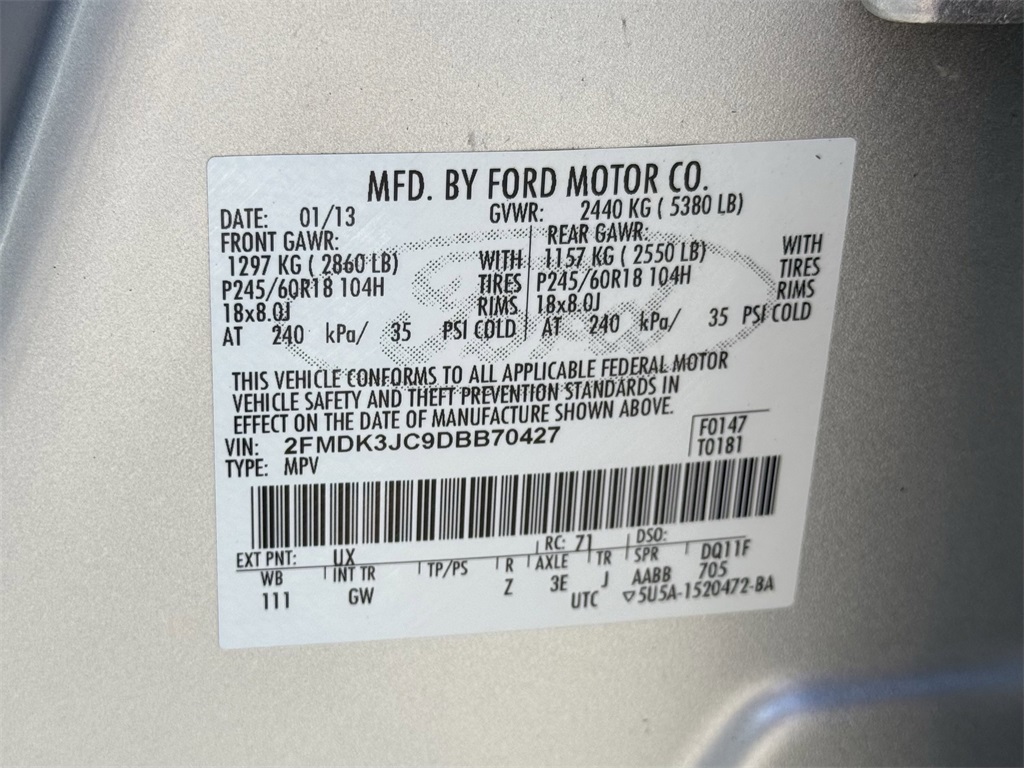 MFD. BY FORD MOTOR CO.
DATE: 01/13 GVWR: 2440 KG ( 5380 LB)
FRONT GAWR: REAR GAWR:
1297 KG ( 2860 LB) WITH 1157 KG ( 2550 LB) WITH
P245/60R18 104H TIRES P245/60R18 104H TIRES
18x8.0J RIMS 18x8.0J RIMS
AT 240 kPa/ 35 PSI COLD AT 240 kPa/ 35 PSI COLD
THIS VEHICLE CONFORMS TO ALL APPLICABLE FEDERAL MOTOR
VEHICLE SAFETY AND THEFT PREVENTION STANDARDS IN
EFFECT ON THE DATE OF MANUFACTURE SHOWN ABOVE.
VIN: 2FMDK3JC9DBB70427 F0147
TYPE: MPV T0181
EXT PNT: UX RC: 71 DSO:
WB INT TR TP/PS R AXLE TR SPR DQ11F
111 GW Z 3E J AABB 705
UTC ▽5U5A-1520472-BA
Ford